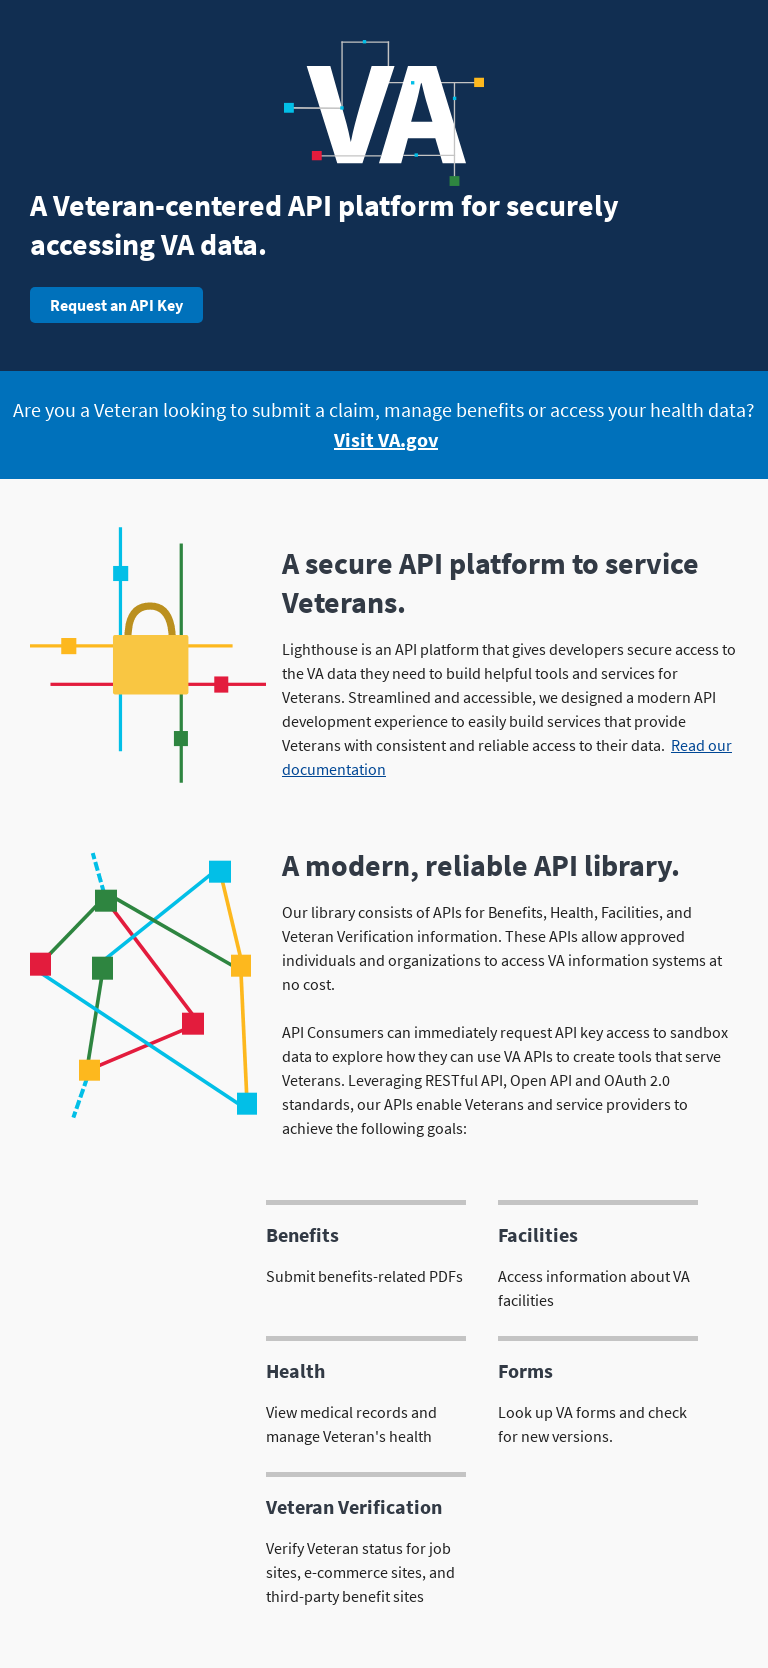 VA
A Veteran-centered API platform for securely
accessing VA data.
Request an API Key
Are you a Veteran looking to submit a claim, manage benefits or access your health data?
Visit VA.gov
A secure API platform to service
Veterans.
Lighthouse is an API platform that gives developers secure access to
the VA data they need to build helpful tools and services for
Veterans. Streamlined and accessible, we designed a modern API
development experience to easily build services that provide
Veterans with consistent and reliable access to their data. Read our
documentation
A modern, reliable API library.
Our library consists of APIs for Benefits, Health, Facilities, and
Veteran Verification information. These APIs allow approved
individuals and organizations to access VA information systems at
no cost.
API Consumers can immediately request API key access to sandbox
data to explore how they can use VA APIs to create tools that serve
Veterans. Leveraging RESTful API, Open API and OAuth 2.0
standards, our APIs enable Veterans and service providers to
achieve the following goals:
Benefits
Submit benefits-related PDFs
Facilities
Access information about VA
facilities
Health
View medical records and
manage Veteran's health
Forms
Look up VA forms and check
for new versions.
Veteran Verification
Verify Veteran status for job
sites, e-commerce sites, and
third-party benefit sites